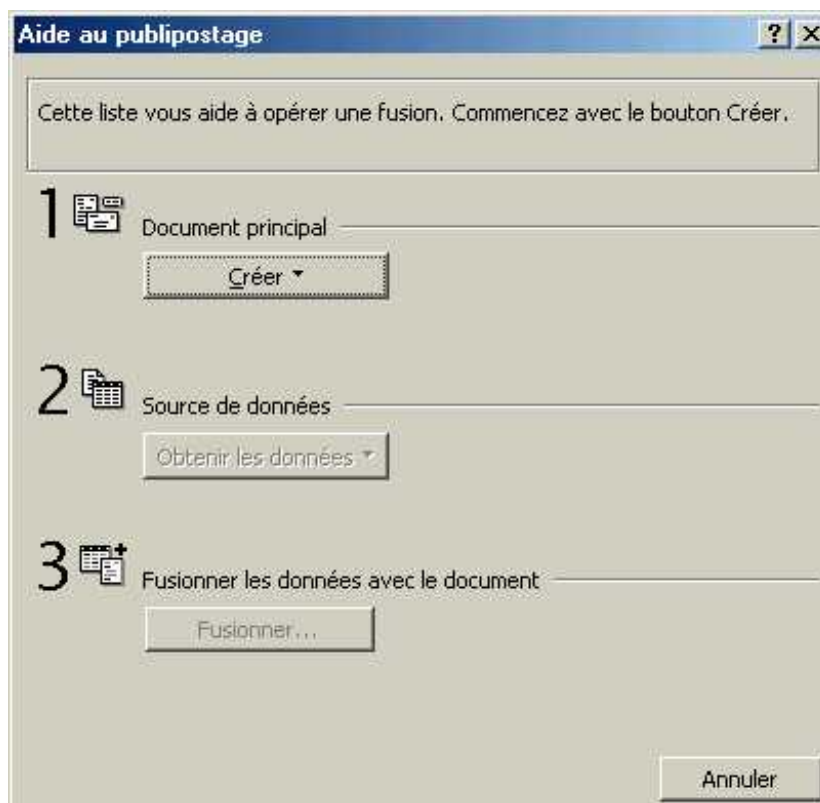 Aide au publipostage
Cette liste vous aide à opérer une fusion. Commencez avec le bouton Créer.
1 Document principal
Créer
2 Source de données
Obtenir les données
3 Fusionner les données avec le document
Fusionner...
Annuler